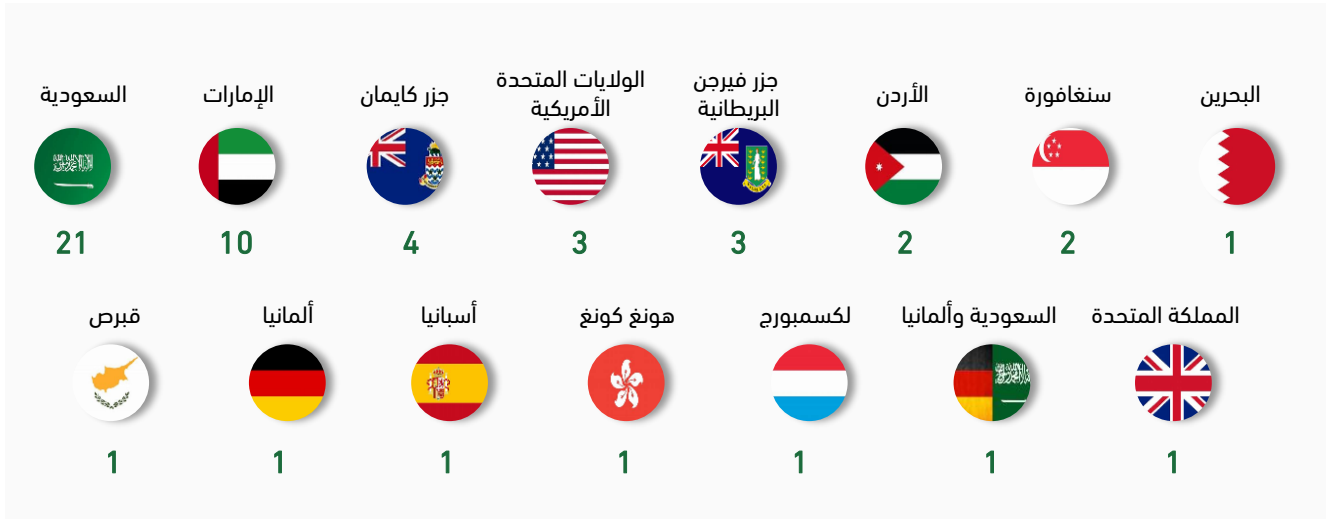 السعودية
الإمارات
جزر كايمان
الولايات المتحدة
الأمريكية
جزر فيرجن
البريطانية
الأردن
سنغافورة
البحرين
21
10
4
3
3
2
2
1
قبرص
ألمانيا
أسبانيا
هونغ كونغ
لكسمبورج
السعودية وألمانيا
المملكة المتحدة
1
1
1
1
1
1
1